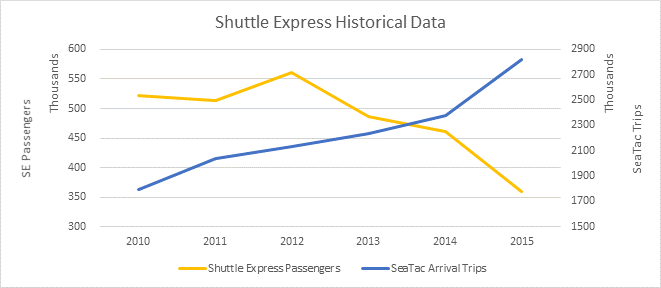 Shuttle Express Historical Data
SE Passengers
Thousands
600
550
500
450
400
350
300
2900
2700
2500
2300
2100
1900
1700
1500
Thousands
SeaTac Trips
2010 2011 2012 2013 2014 2015
Shuttle Express Passengers SeaTac Arrival Trips